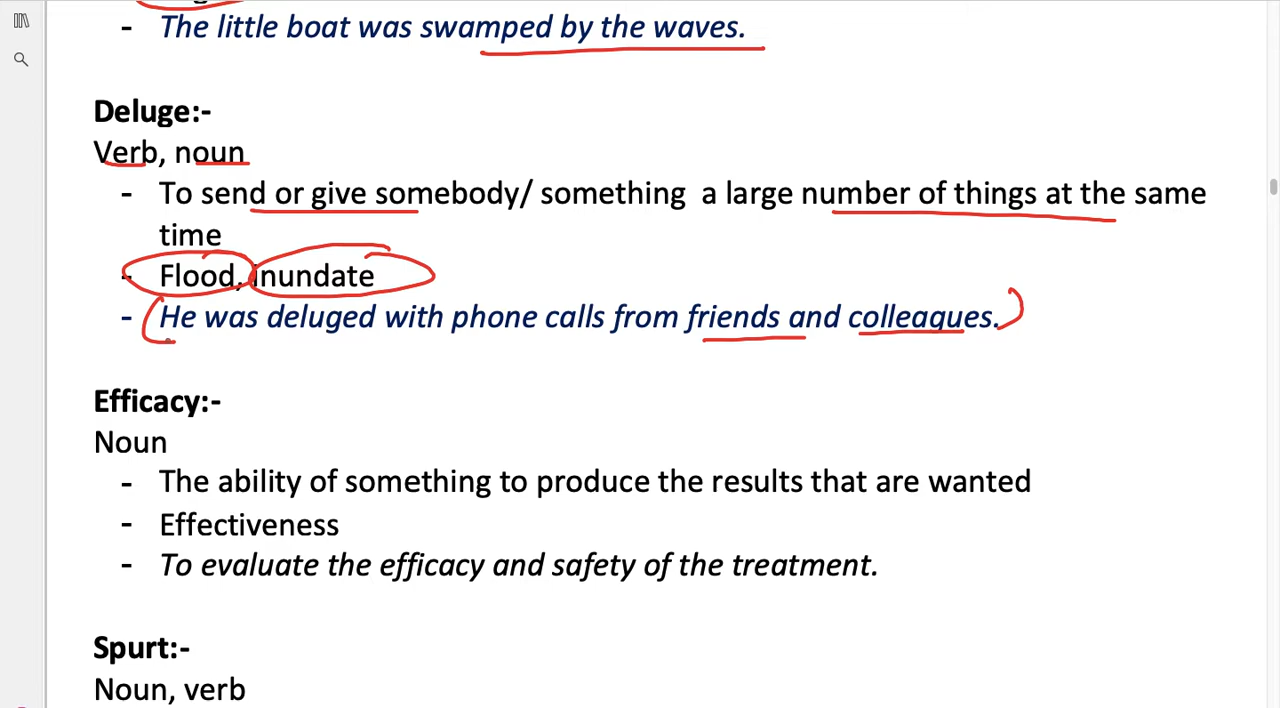 - The little boat was swamped by the waves.
Deluge:-
Verb, noun
- To send or give somebody/ something a large number of things at the same
time
- Flood, Inundate
- He was deluged with phone calls from friends and colleagues.
Efficacy:-
Noun
- The ability of something to produce the results that are wanted
- Effectiveness
- To evaluate the efficacy and safety of the treatment.
Spurt:-
Noun, verb